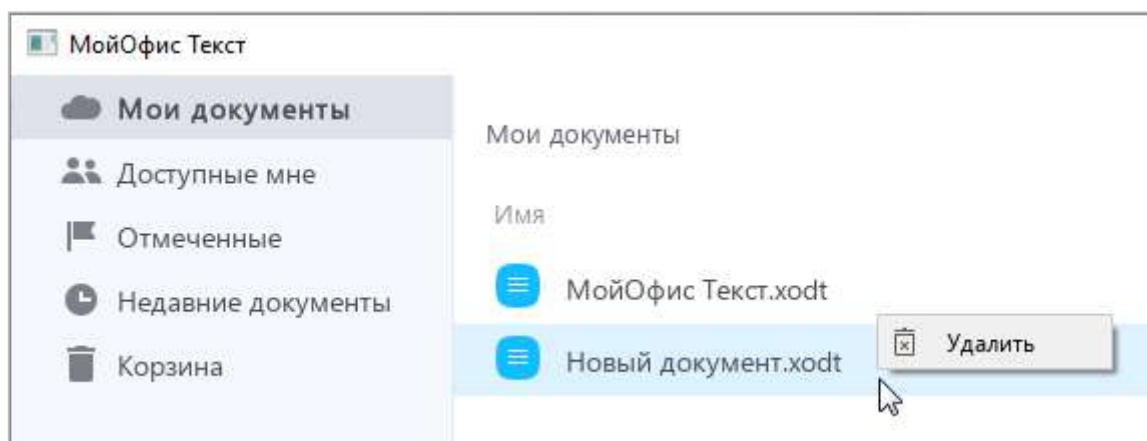 МойОфис Текст
Мои документы
Доступные мне
Отмеченные
Недавние документы
Корзина
Мои документы
Имя
МойОфис Текст.xodt
Новый документ.xodt
Удалить